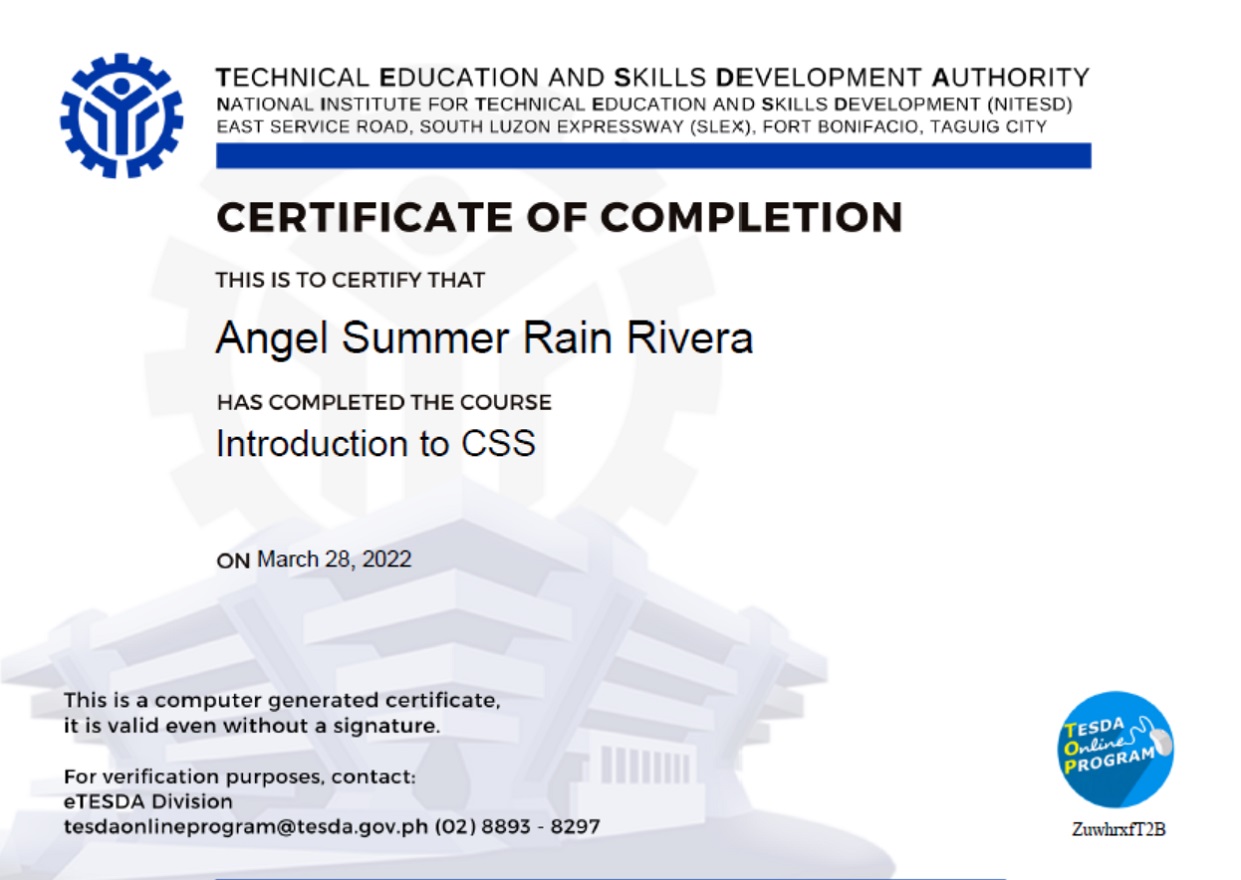 TECHNICAL EDUCATION AND SKILLS DEVELOPMENT AUTHORITY
NATIONAL INSTITUTE FOR TECHNICAL EDUCATION AND SKILLS DEVELOPMENT (NITESD)
EAST SERVICE ROAD, SOUTH LUZON EXPRESSWAY (SLEX), FORT BONIFACIO, TAGUIG CITY
CERTIFICATE OF COMPLETION
THIS IS TO CERTIFY THAT
Angel Summer Rain Rivera
HAS COMPLETED THE COURSE
Introduction to CSS
ON March 28, 2022
This is a computer generated certificate,
it is valid even without a signature.
For verification purposes, contact:
eTESDA Division
tesdaonlineprogram@tesda.gov.ph (02) 8893 - 8297
TESDA
Online
PROGRAM
ZuwhrxfT2B